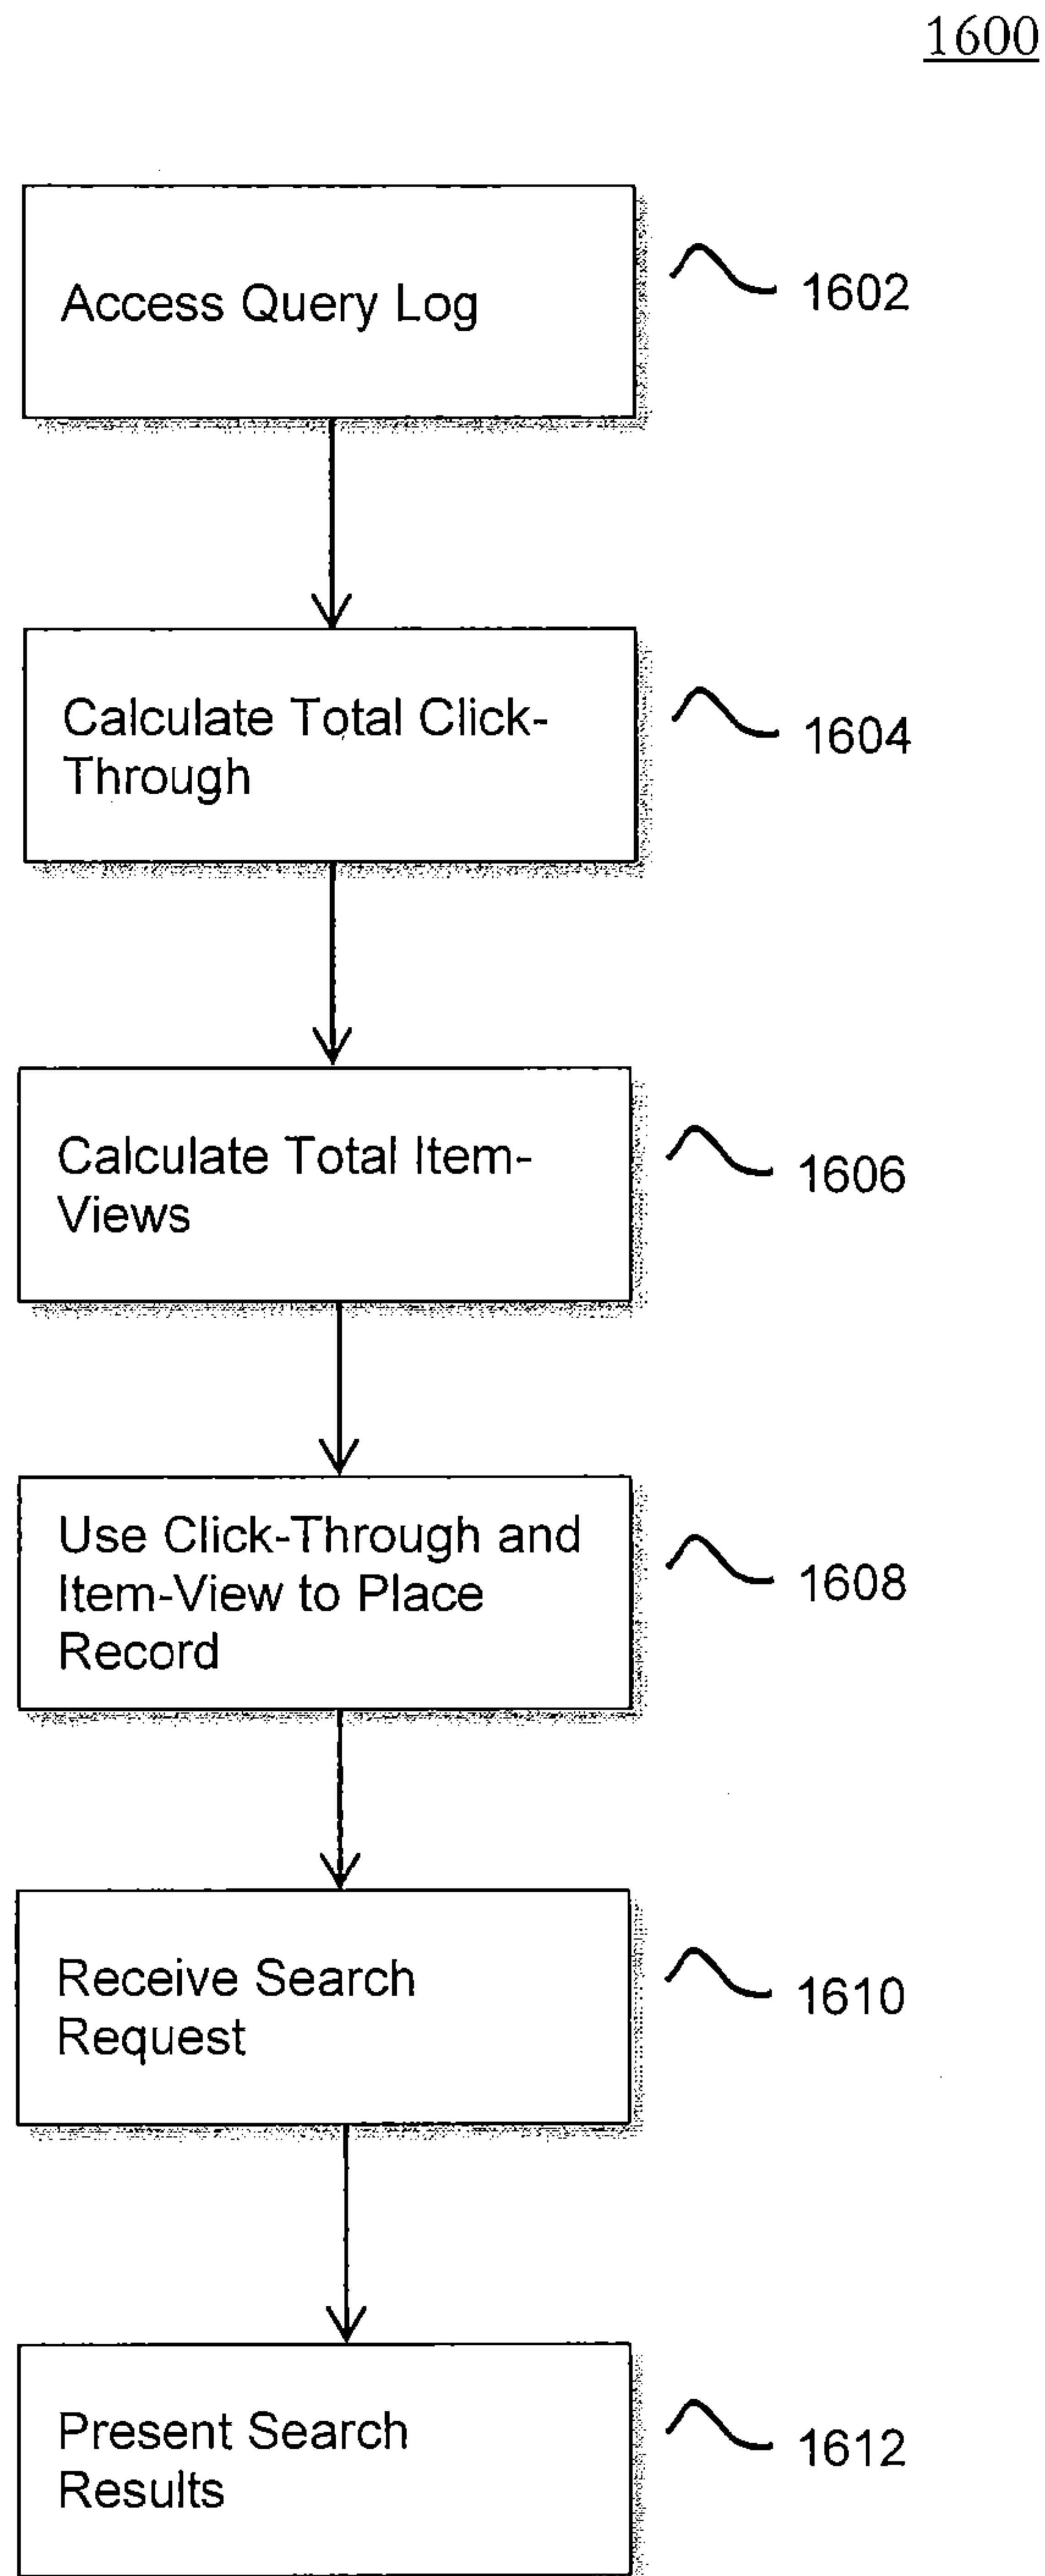 1600
Access Query Log
1602
Calculate Total Click-
Through
1604
Calculate Total Item-
Views
1606
Use Click-Through and
Item-View to Place
Record
1608
Receive Search
Request
1610
Present Search
Results
1612